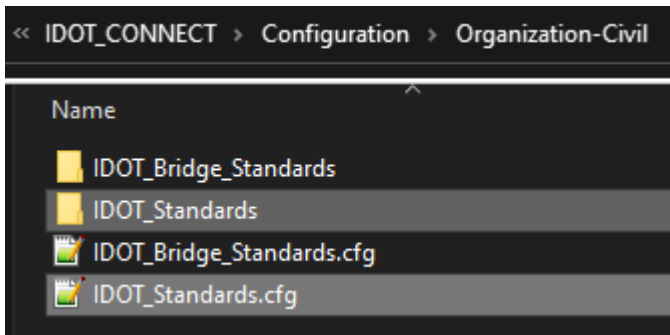 « IDOT_CONNECT > Configuration > Organization-Civil
Name
IDOT_Bridge_Standards
IDOT_Standards
IDOT_Bridge_Standards.cfg
IDOT_Standards.cfg